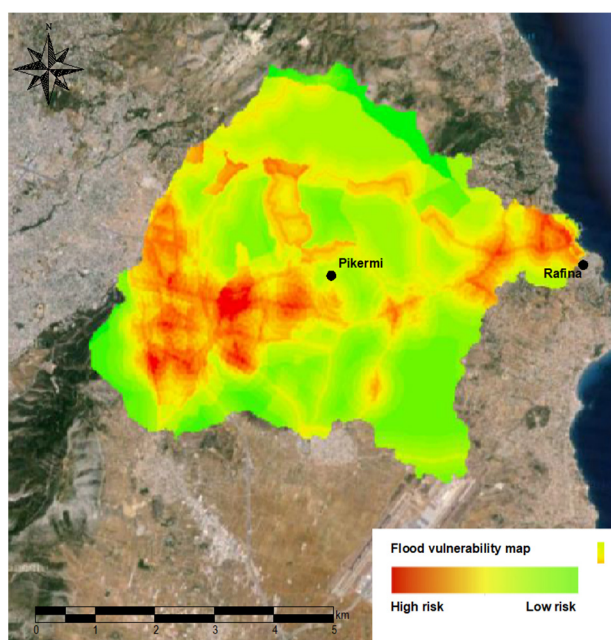 N
Pikermi
Rafina
Flood vulnerability map
High risk Low risk
km
0 1 2 3 4 5